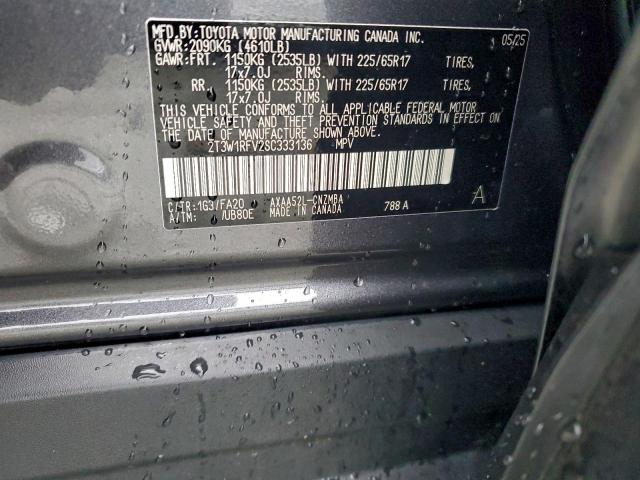 MFD.BY: TOYOTA MOTOR MANUFACTURING CANADA INC. 05/25
GVWR: 2090KG (4610LB)
GAWR: FRT. 1150KG (2535LB) WITH 225/65R17 TIRES,
17x7.0J RIMS.
RR. 1150KG (2535LB) WITH 225/65R17 TIRES,
17x7.0J RIMS.
THIS VEHICLE CONFORMS TO ALL APPLICABLE FEDERAL MOTOR
VEHICLE SAFETY AND THEFT PREVENTION STANDARDS IN EFFECT
ON THE DATE OF MANUFACTURE SHOWN ABOVE.
2T3W1RFV2SC333136 MPV
C/TR: 1G3/FA20 AXAA52L-CNZMBA
A/TM: /UB80E MADE IN CANADA 788A A